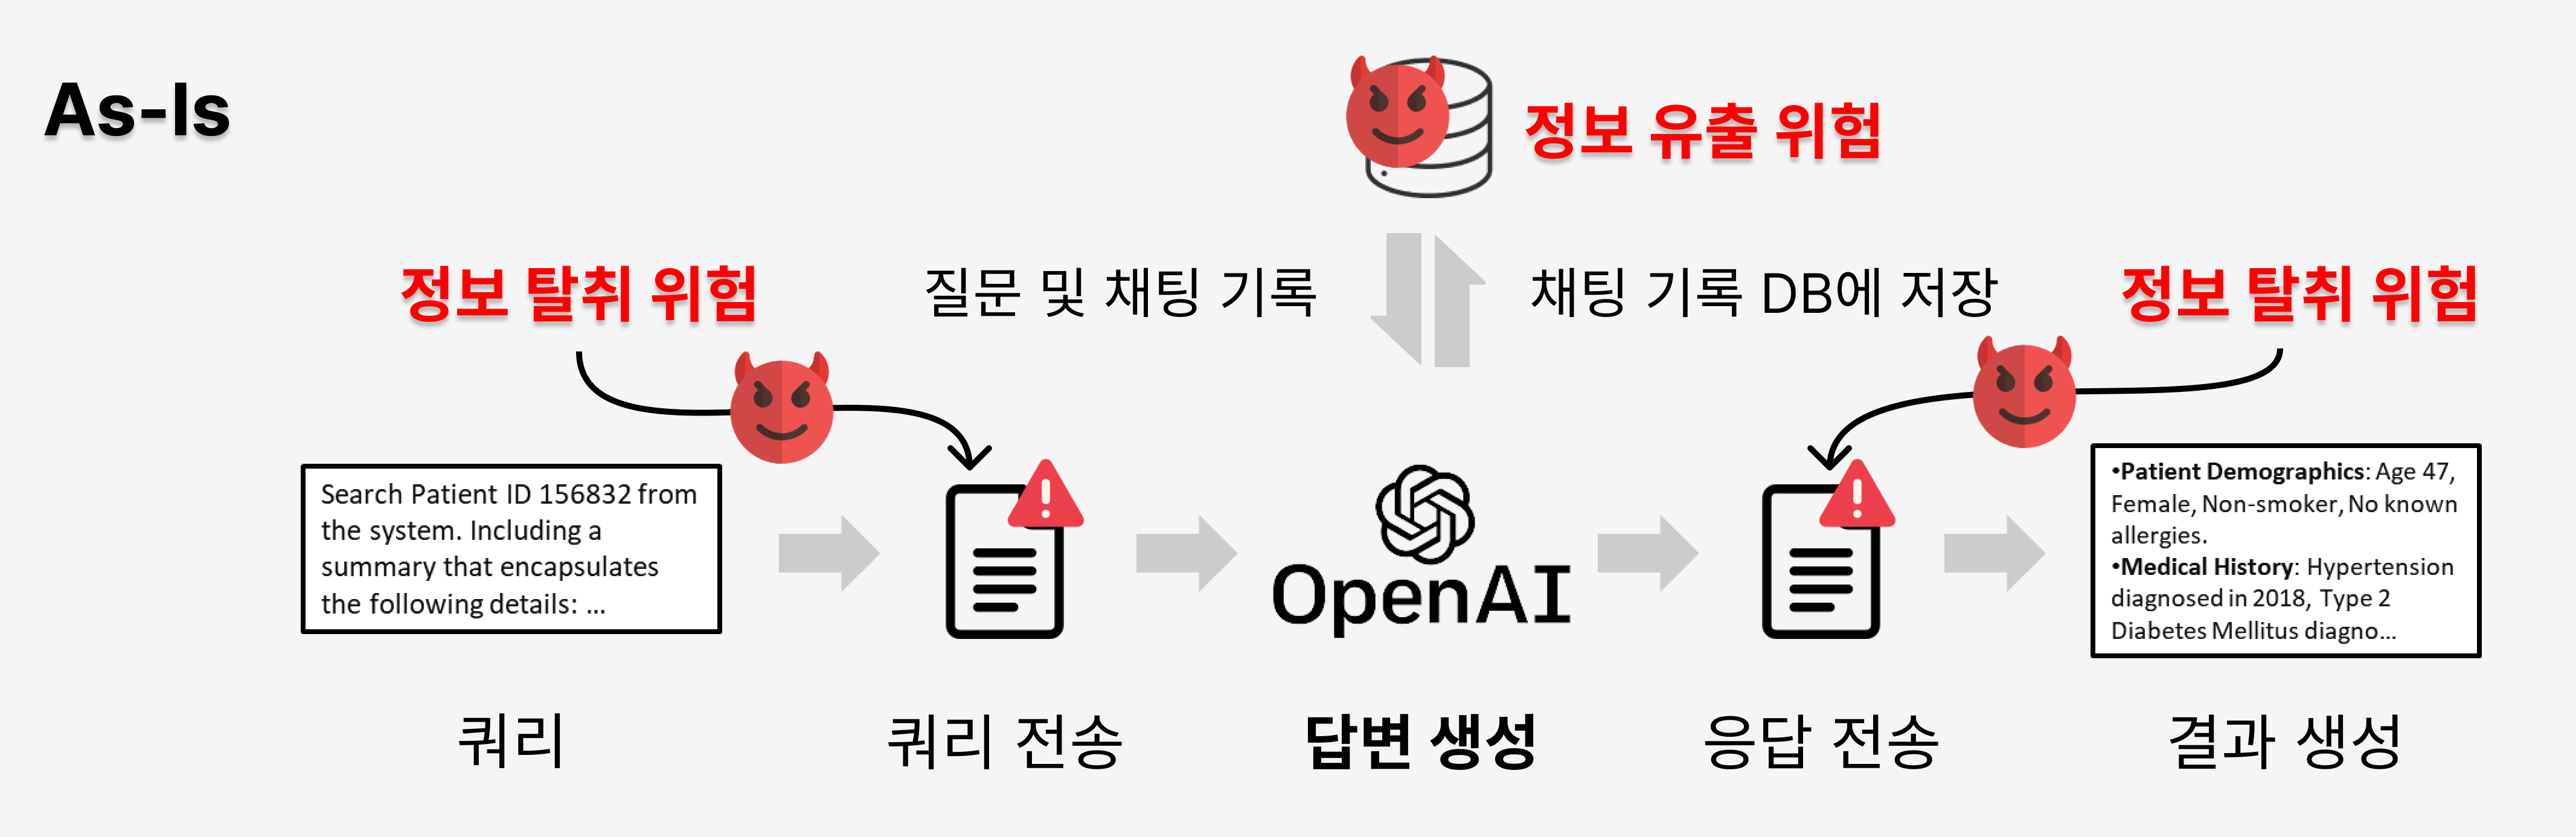 As-Is
정보 유출 위험
정보 탈취 위험
질문 및 채팅 기록
채팅 기록 DB에 저장
정보 탈취 위험
Search Patient ID 156832 from
the system. Including a
summary that encapsulates
the following details: ...
OpenAI
•Patient Demographics: Age 47,
Female, Non-smoker, No known
allergies.
•Medical History: Hypertension
diagnosed in 2018, Type 2
Diabetes Mellitus diagno...
쿼리
쿼리 전송
답변 생성
응답 전송
결과 생성